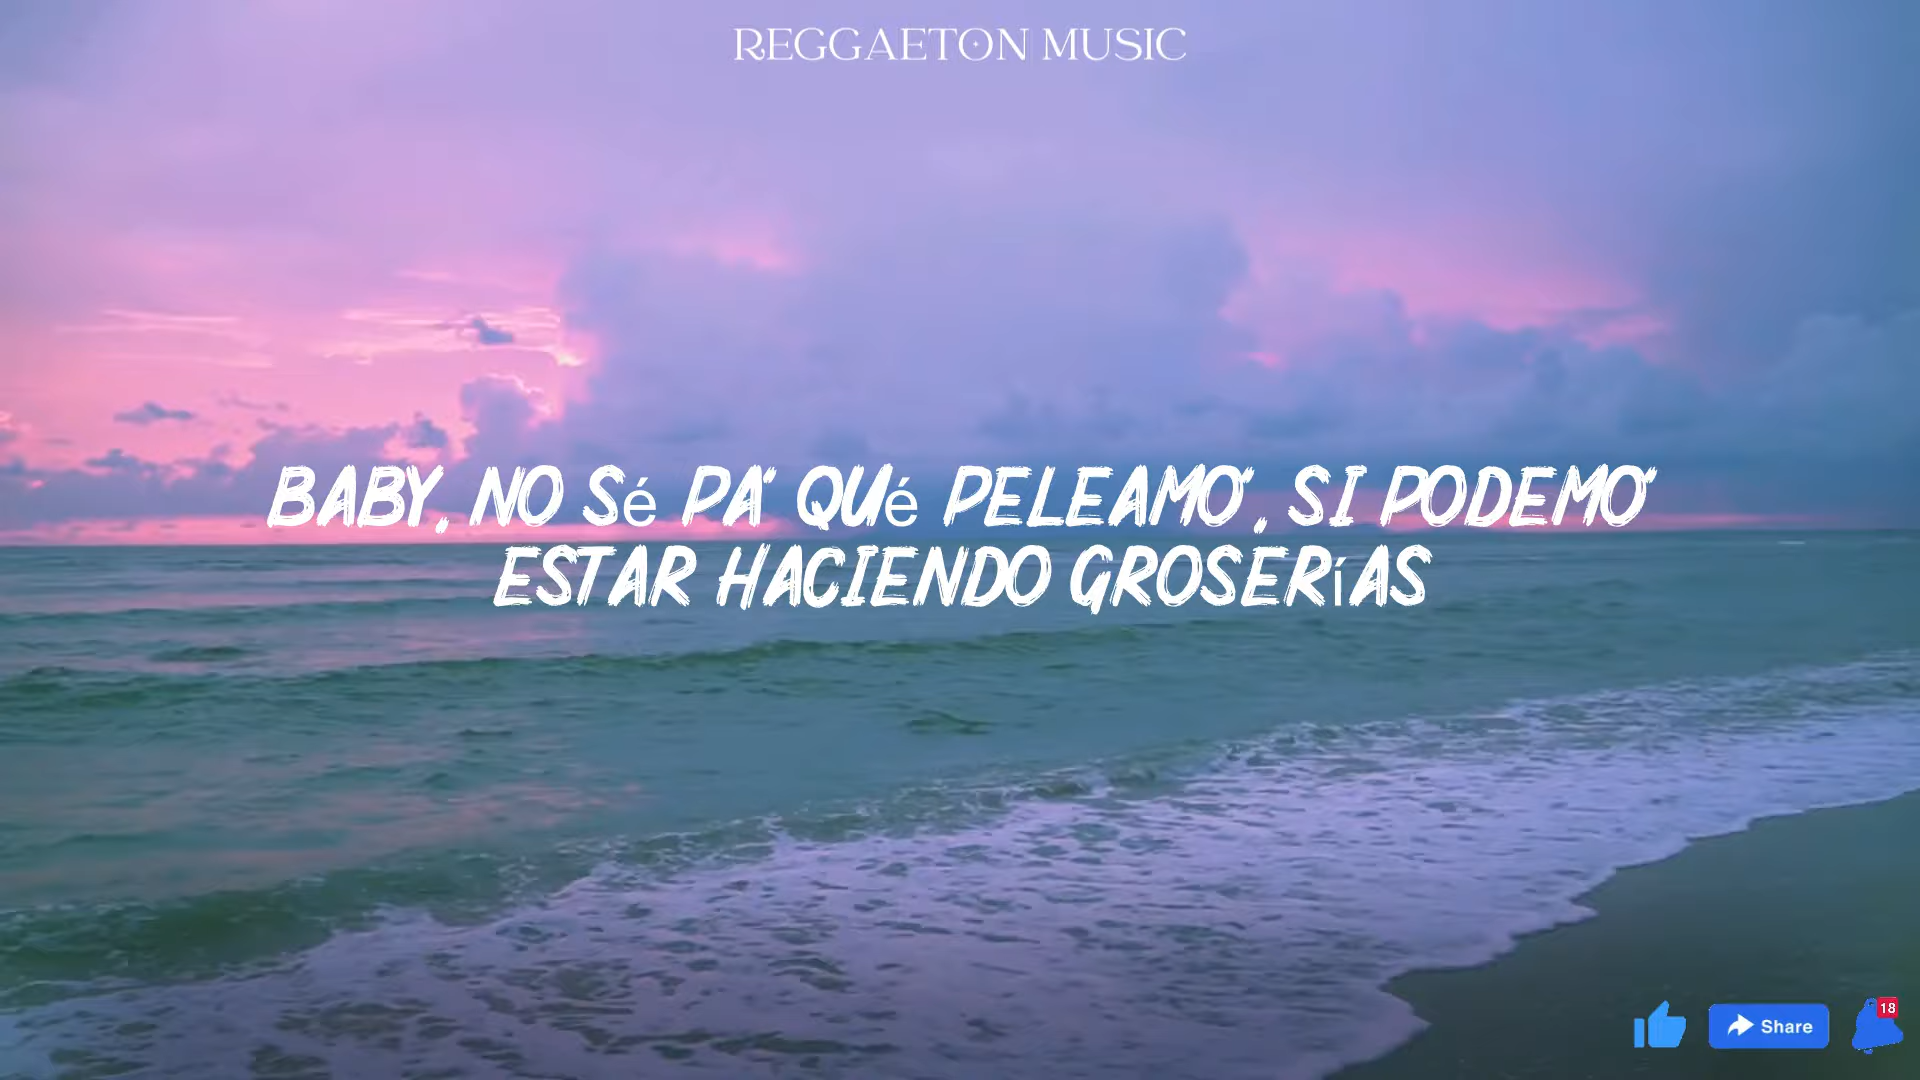 REGGAETON MUSIC
BABY, NO Sé PA' QUé PELEAMO', SI PODEMO'
ESTAR HACIENDO GROSERíAS
Share
18